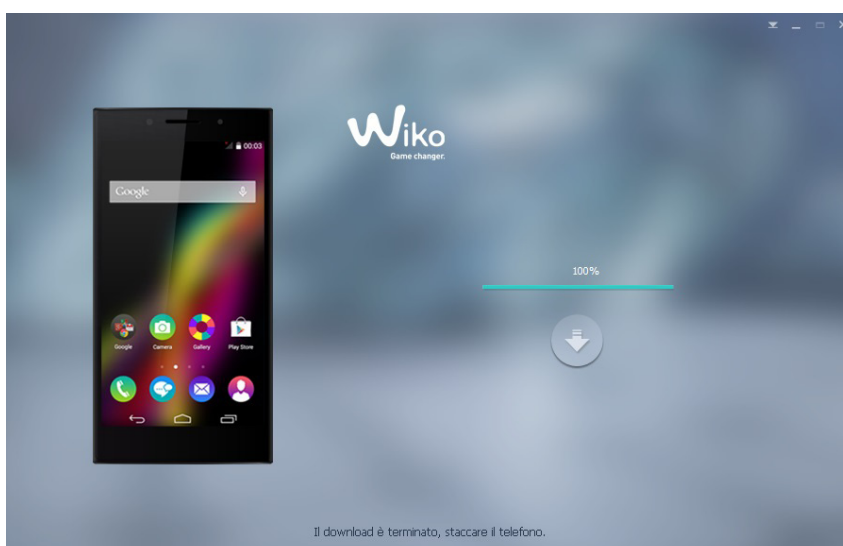 Wiko
Game changer.
00:03
Google
100%
Google
Camera
Gallery
Play Store
Il download è terminato, staccare il telefono.